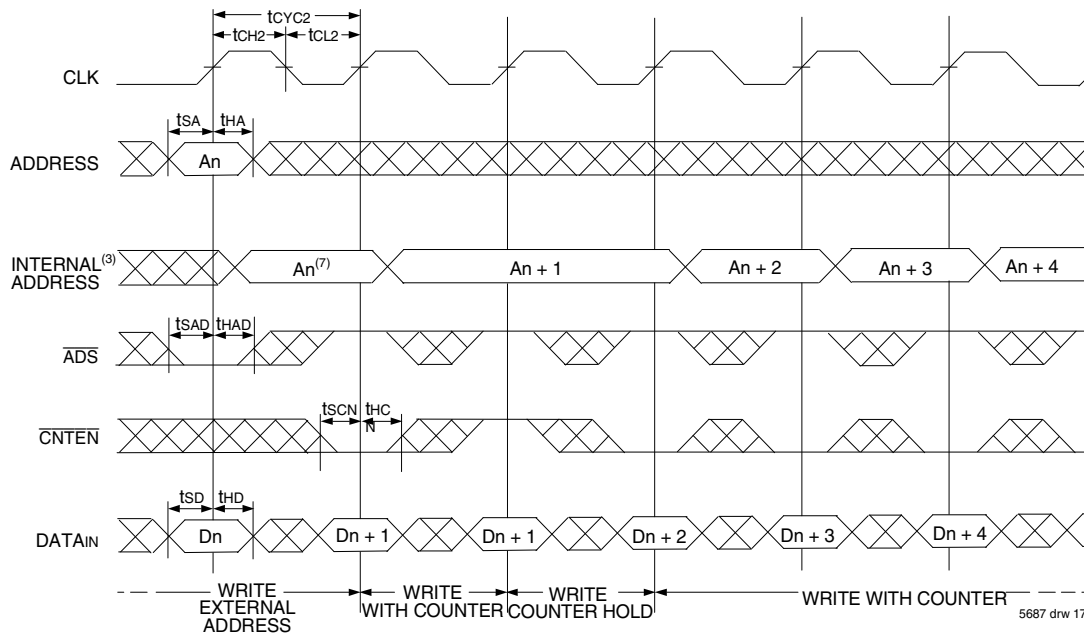 tCYC2
tCH2 tCL2
CLK
tSA tHA
ADDRESS An
INTERNAL(3)
ADDRESS
An(7) An + 1 An + 2 An + 3 An + 4
tSAD tHAD
ADS
tSCN tHC
N
CNTEN
tSD tHD
DATAIN Dn Dn + 1 Dn + 1 Dn + 2 Dn + 3 Dn + 4
WRITE
EXTERNAL
ADDRESS
WRITE
WITH COUNTER
WRITE
COUNTER HOLD
WRITE WITH COUNTER
5687 drw 17